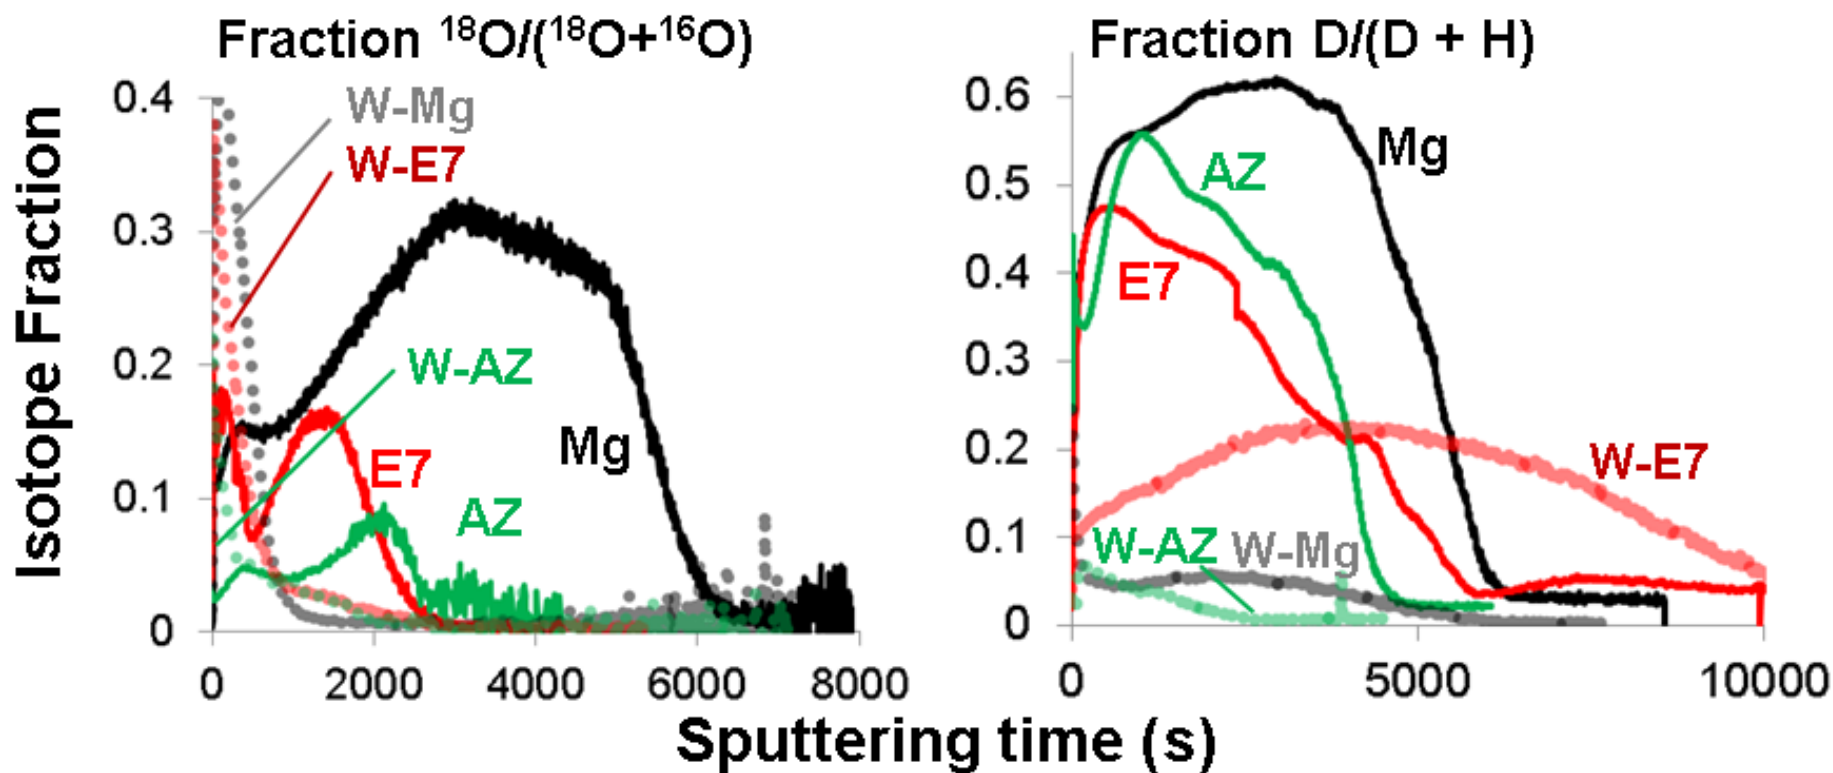 Fraction ¹⁸O/(¹⁸O+¹⁶O)
Fraction D/(D + H)
Isotope Fraction
0.4
0.3
0.2
0.1
0
W-Mg
W-E7
W-AZ
Mg
E7
AZ
0 2000 4000 6000 8000
0.6
0.5
0.4
0.3
0.2
0.1
0
Mg
AZ
E7
W-E7
W-AZ W-Mg
0 5000 10000
Sputtering time (s)